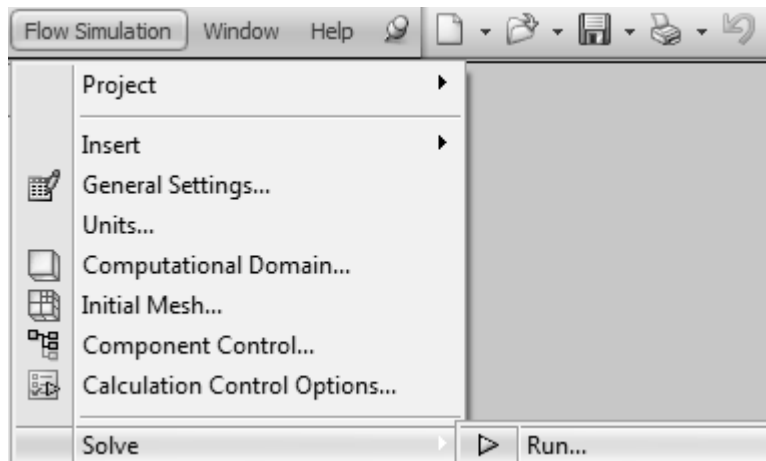 Flow Simulation Window Help
Project
Insert
General Settings...
Units...
Computational Domain...
Initial Mesh...
Component Control...
Calculation Control Options...
Solve Run...